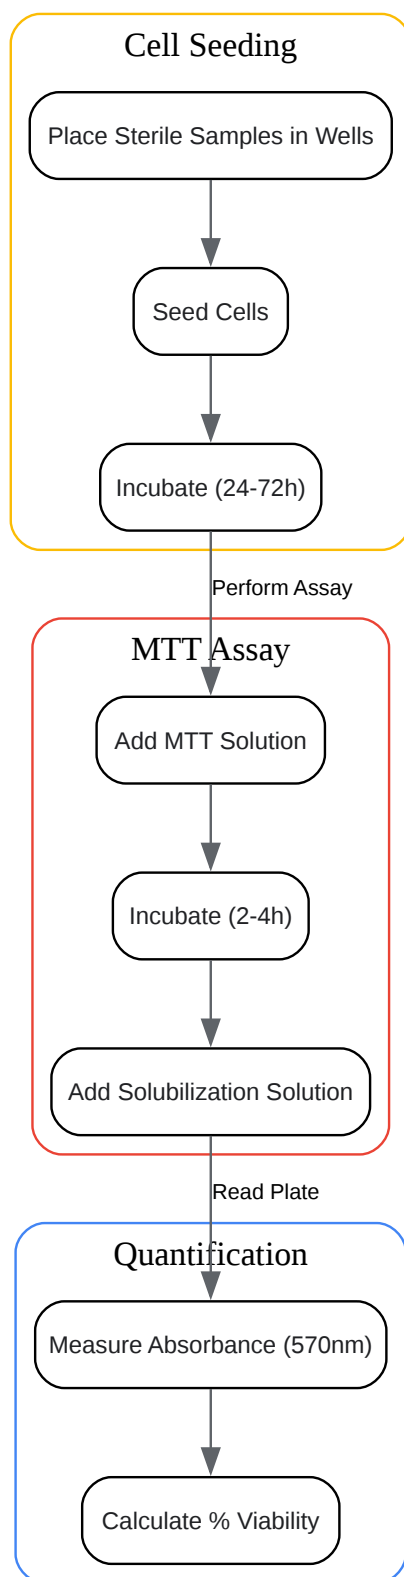 Cell Seeding
Place Sterile Samples in Wells
Seed Cells
Incubate (24-72h)
Perform Assay
MTT Assay
Add MTT Solution
Incubate (2-4h)
Add Solubilization Solution
Read Plate
Quantification
Measure Absorbance (570nm)
Calculate % Viability